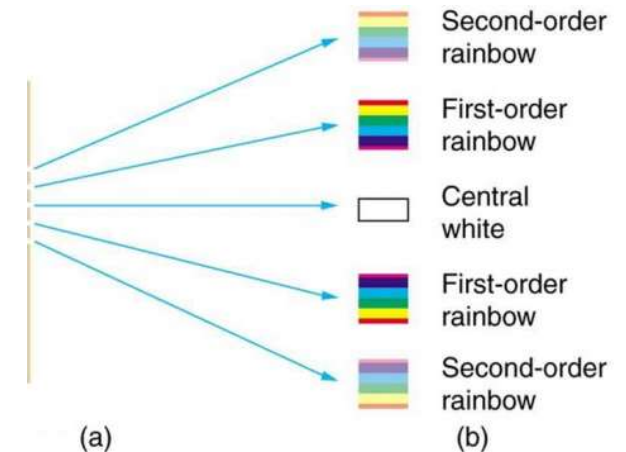 Second-order
rainbow
First-order
rainbow
Central
white
First-order
rainbow
Second-order
rainbow
(a)
(b)